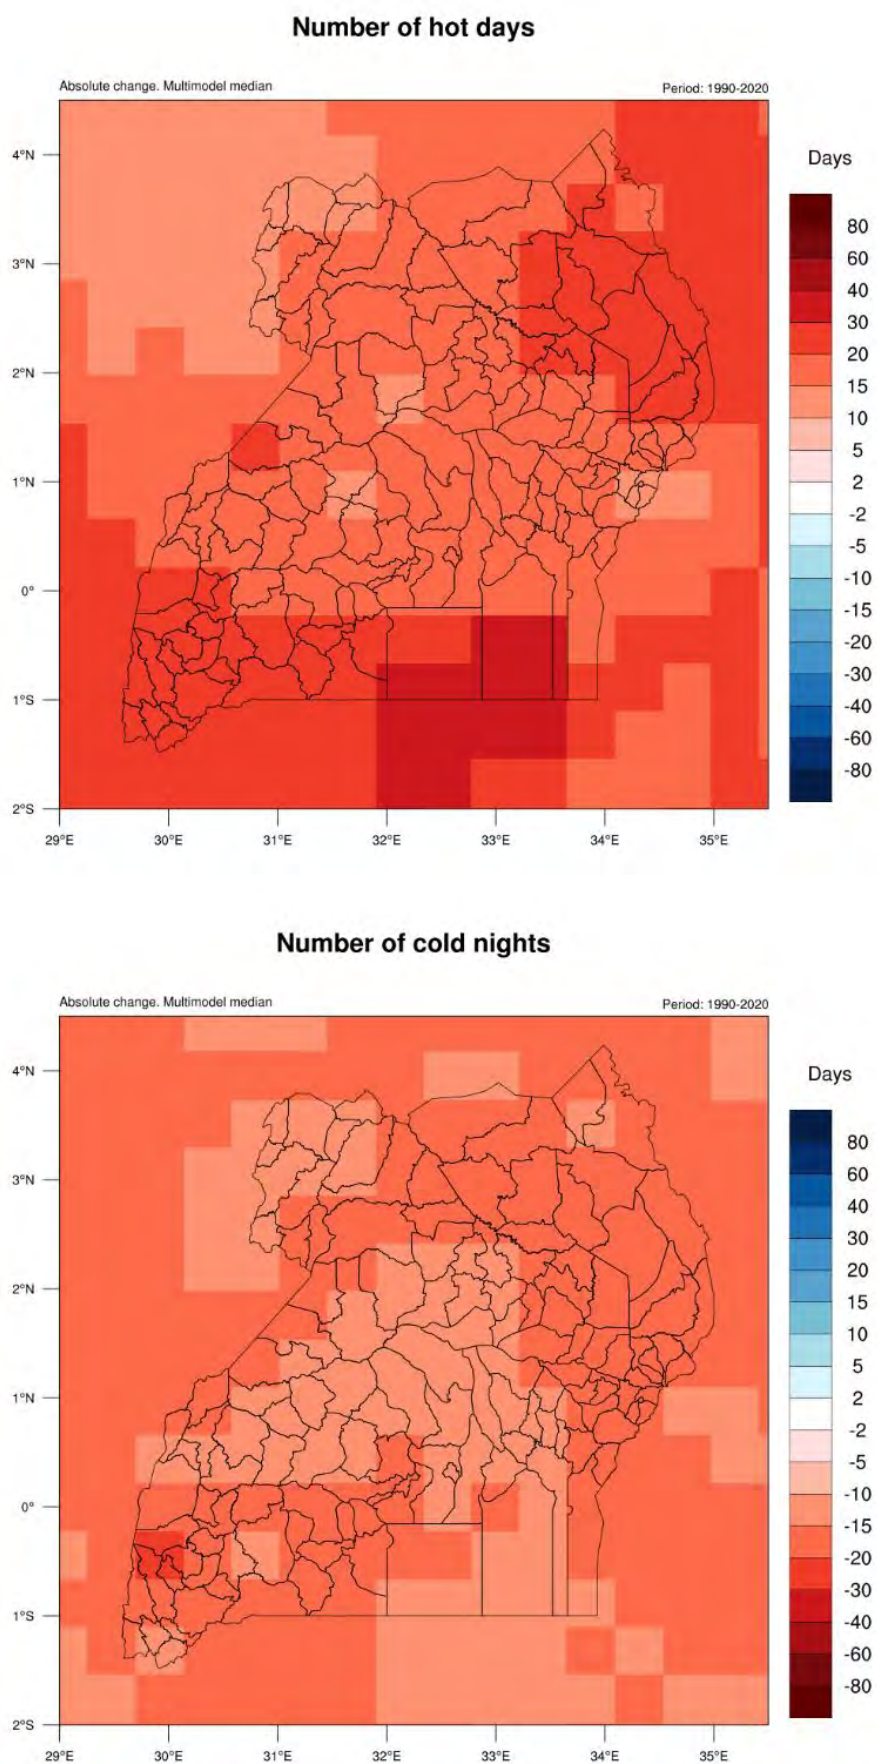 Number of hot days
Absolute change. Multimodel median Period: 1990-2020
Days
4°N
3°N
2°N
1°N
0°
1°S
2°S
80
60
40
30
20
15
10
5
2
-2
-5
-10
-15
-20
-30
-40
-60
-80
29°E 30°E 31°E 32°E 33°E 34°E 35°E
Number of cold nights
Absolute change. Multimodel median Period: 1990-2020
Days
4°N
3°N
2°N
1°N
0°
1°S
2°S
80
60
40
30
20
15
10
5
2
-2
-5
-10
-15
-20
-30
-40
-60
-80
29°E 30°E 31°E 32°E 33°E 34°E 35°E